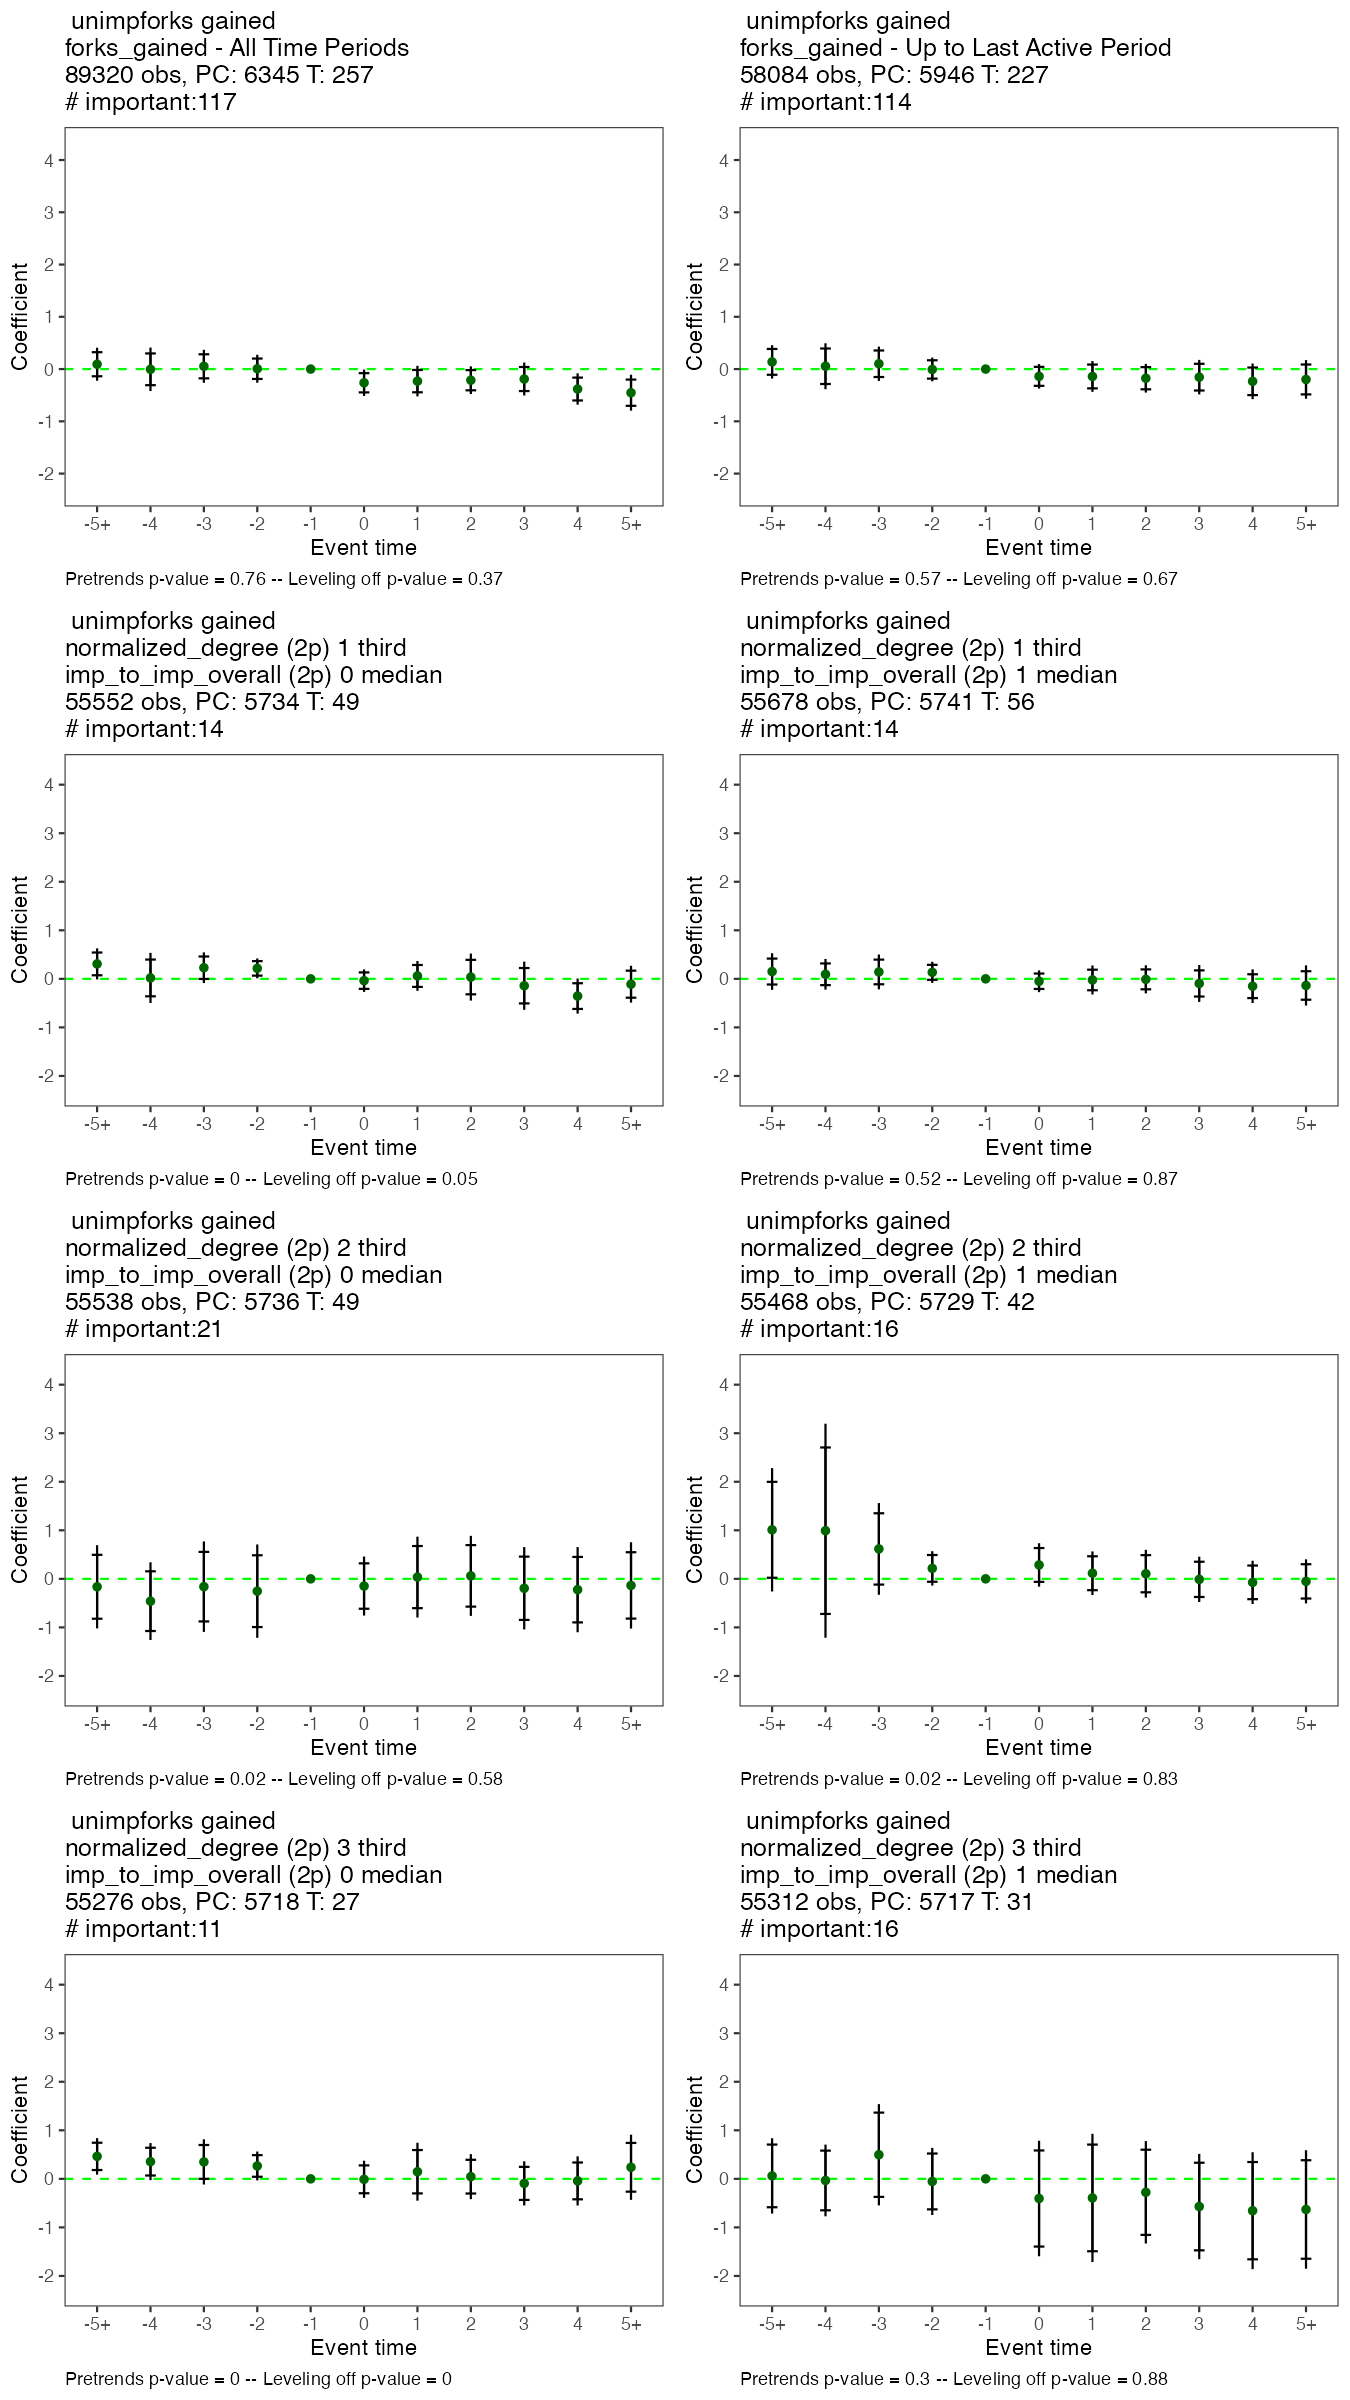 unimpforks gained
forks_gained - All Time Periods
89320 obs, PC: 6345 T: 257
# important:117
4
3
2
1
0
-1
-2
Coefficient
-5+ -4 -3 -2 -1 0 1 2 3 4 5+
Event time
Pretrends p-value = 0.76 -- Leveling off p-value = 0.37
unimpforks gained
forks_gained - Up to Last Active Period
58084 obs, PC: 5946 T: 227
# important:114
4
3
2
1
0
-1
-2
Coefficient
-5+ -4 -3 -2 -1 0 1 2 3 4 5+
Event time
Pretrends p-value = 0.57 -- Leveling off p-value = 0.67
unimpforks gained
normalized_degree (2p) 1 third
imp_to_imp_overall (2p) 0 median
55552 obs, PC: 5734 T: 49
# important:14
4
3
2
1
0
-1
-2
Coefficient
-5+ -4 -3 -2 -1 0 1 2 3 4 5+
Event time
Pretrends p-value = 0 -- Leveling off p-value = 0.05
unimpforks gained
normalized_degree (2p) 1 third
imp_to_imp_overall (2p) 1 median
55678 obs, PC: 5741 T: 56
# important:14
4
3
2
1
0
-1
-2
Coefficient
-5+ -4 -3 -2 -1 0 1 2 3 4 5+
Event time
Pretrends p-value = 0.52 -- Leveling off p-value = 0.87
unimpforks gained
normalized_degree (2p) 2 third
imp_to_imp_overall (2p) 0 median
55538 obs, PC: 5736 T: 49
# important:21
4
3
2
1
0
-1
-2
Coefficient
-5+ -4 -3 -2 -1 0 1 2 3 4 5+
Event time
Pretrends p-value = 0.02 -- Leveling off p-value = 0.58
unimpforks gained
normalized_degree (2p) 2 third
imp_to_imp_overall (2p) 1 median
55468 obs, PC: 5729 T: 42
# important:16
4
3
2
1
0
-1
-2
Coefficient
-5+ -4 -3 -2 -1 0 1 2 3 4 5+
Event time
Pretrends p-value = 0.02 -- Leveling off p-value = 0.83
unimpforks gained
normalized_degree (2p) 3 third
imp_to_imp_overall (2p) 0 median
55276 obs, PC: 5718 T: 27
# important:11
4
3
2
1
0
-1
-2
Coefficient
-5+ -4 -3 -2 -1 0 1 2 3 4 5+
Event time
Pretrends p-value = 0 -- Leveling off p-value = 0
unimpforks gained
normalized_degree (2p) 3 third
imp_to_imp_overall (2p) 1 median
55312 obs, PC: 5717 T: 31
# important:16
4
3
2
1
0
-1
-2
Coefficient
-5+ -4 -3 -2 -1 0 1 2 3 4 5+
Event time
Pretrends p-value = 0.3 -- Leveling off p-value = 0.88